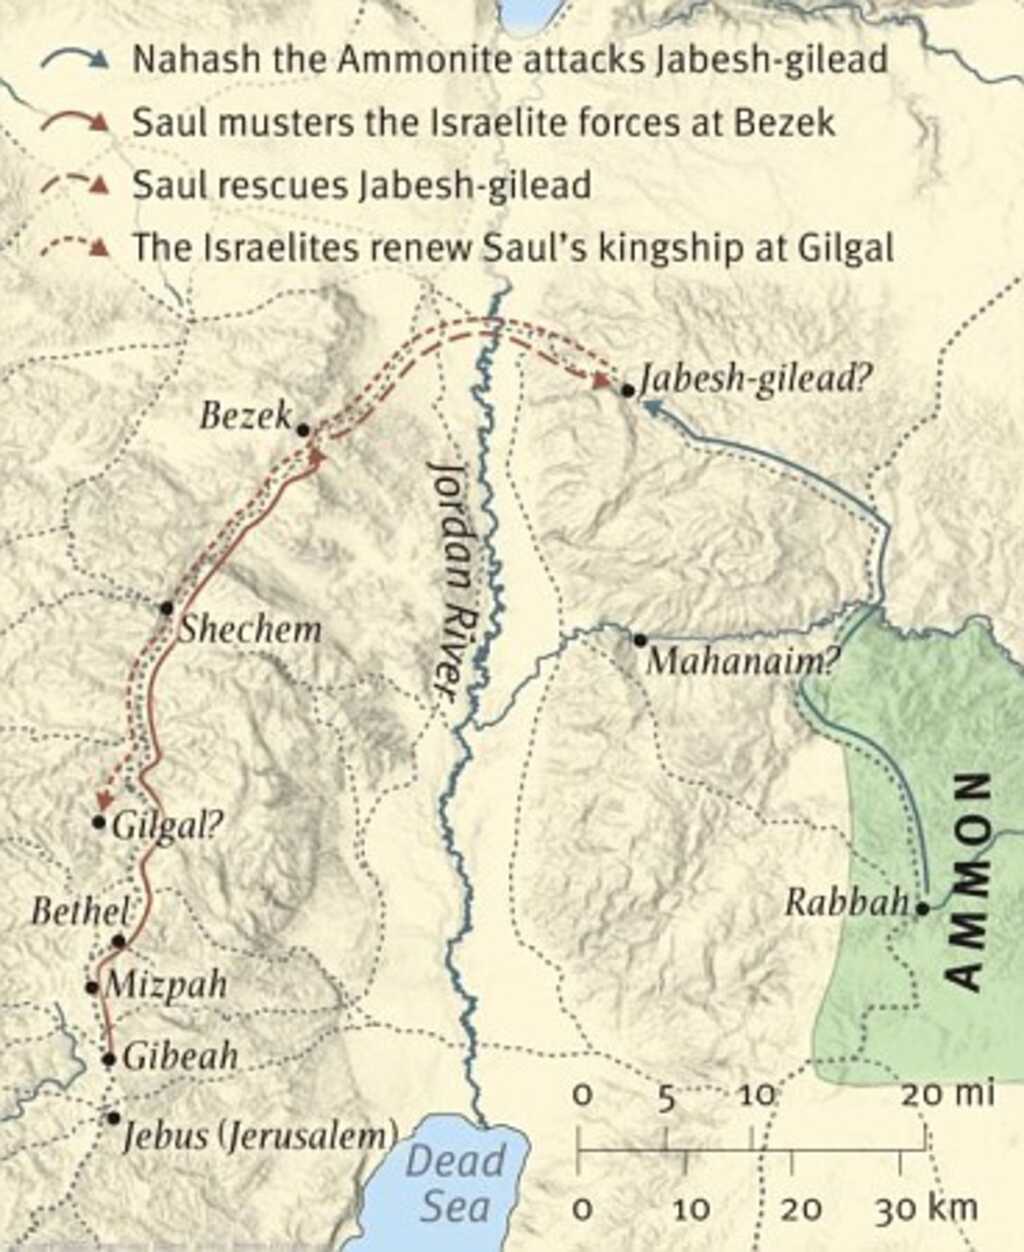 Nahash the Ammonite attacks Jabesh-gilead
Saul musters the Israelite forces at Bezek
Saul rescues Jabesh-gilead
The Israelites renew Saul's kingship at Gilgal
Jabesh-gilead?
Bezek
Jordan River
Shechem
Mahanaim?
Gilgal?
AMMON
Rabbah
Bethel
Mizpah
Gibeah
Jebus (Jerusalem)
Dead
Sea
0 5 10 20 mi
0 10 20 30 km